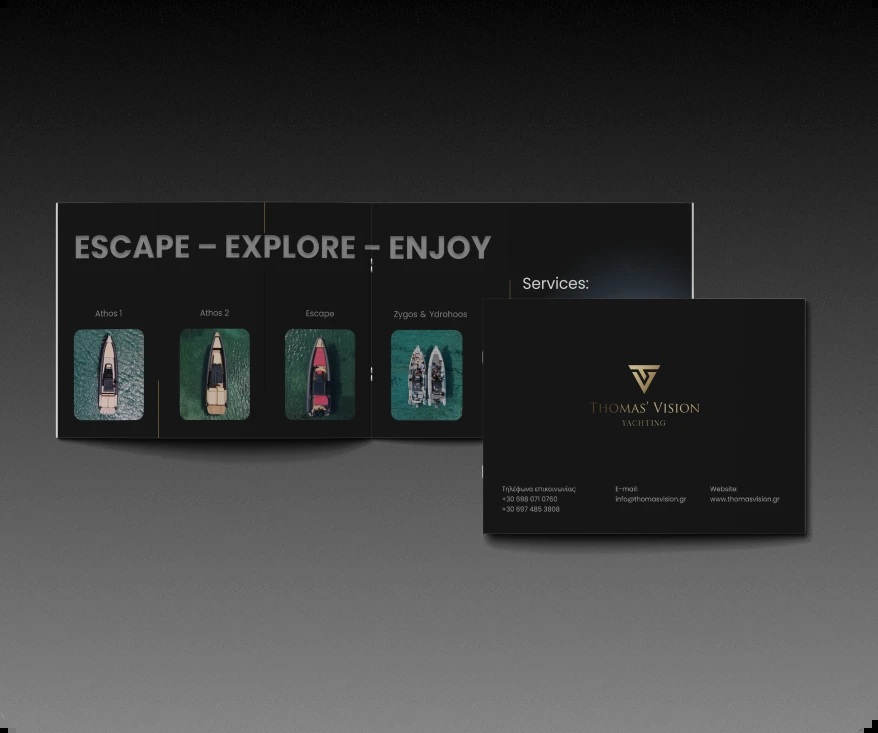 ESCAPE – EXPLORE – ENJOY
Services:
Athos 1
Athos 2
Escape
Zygos & Ydrohoos
THOMAS' VISION
YACHTING
Τηλέφωνα επικοινωνίας
+30 698 071 0760
+30 697 485 3808
E-mail:
info@thomasvision.gr
Website:
www.thomasvision.gr